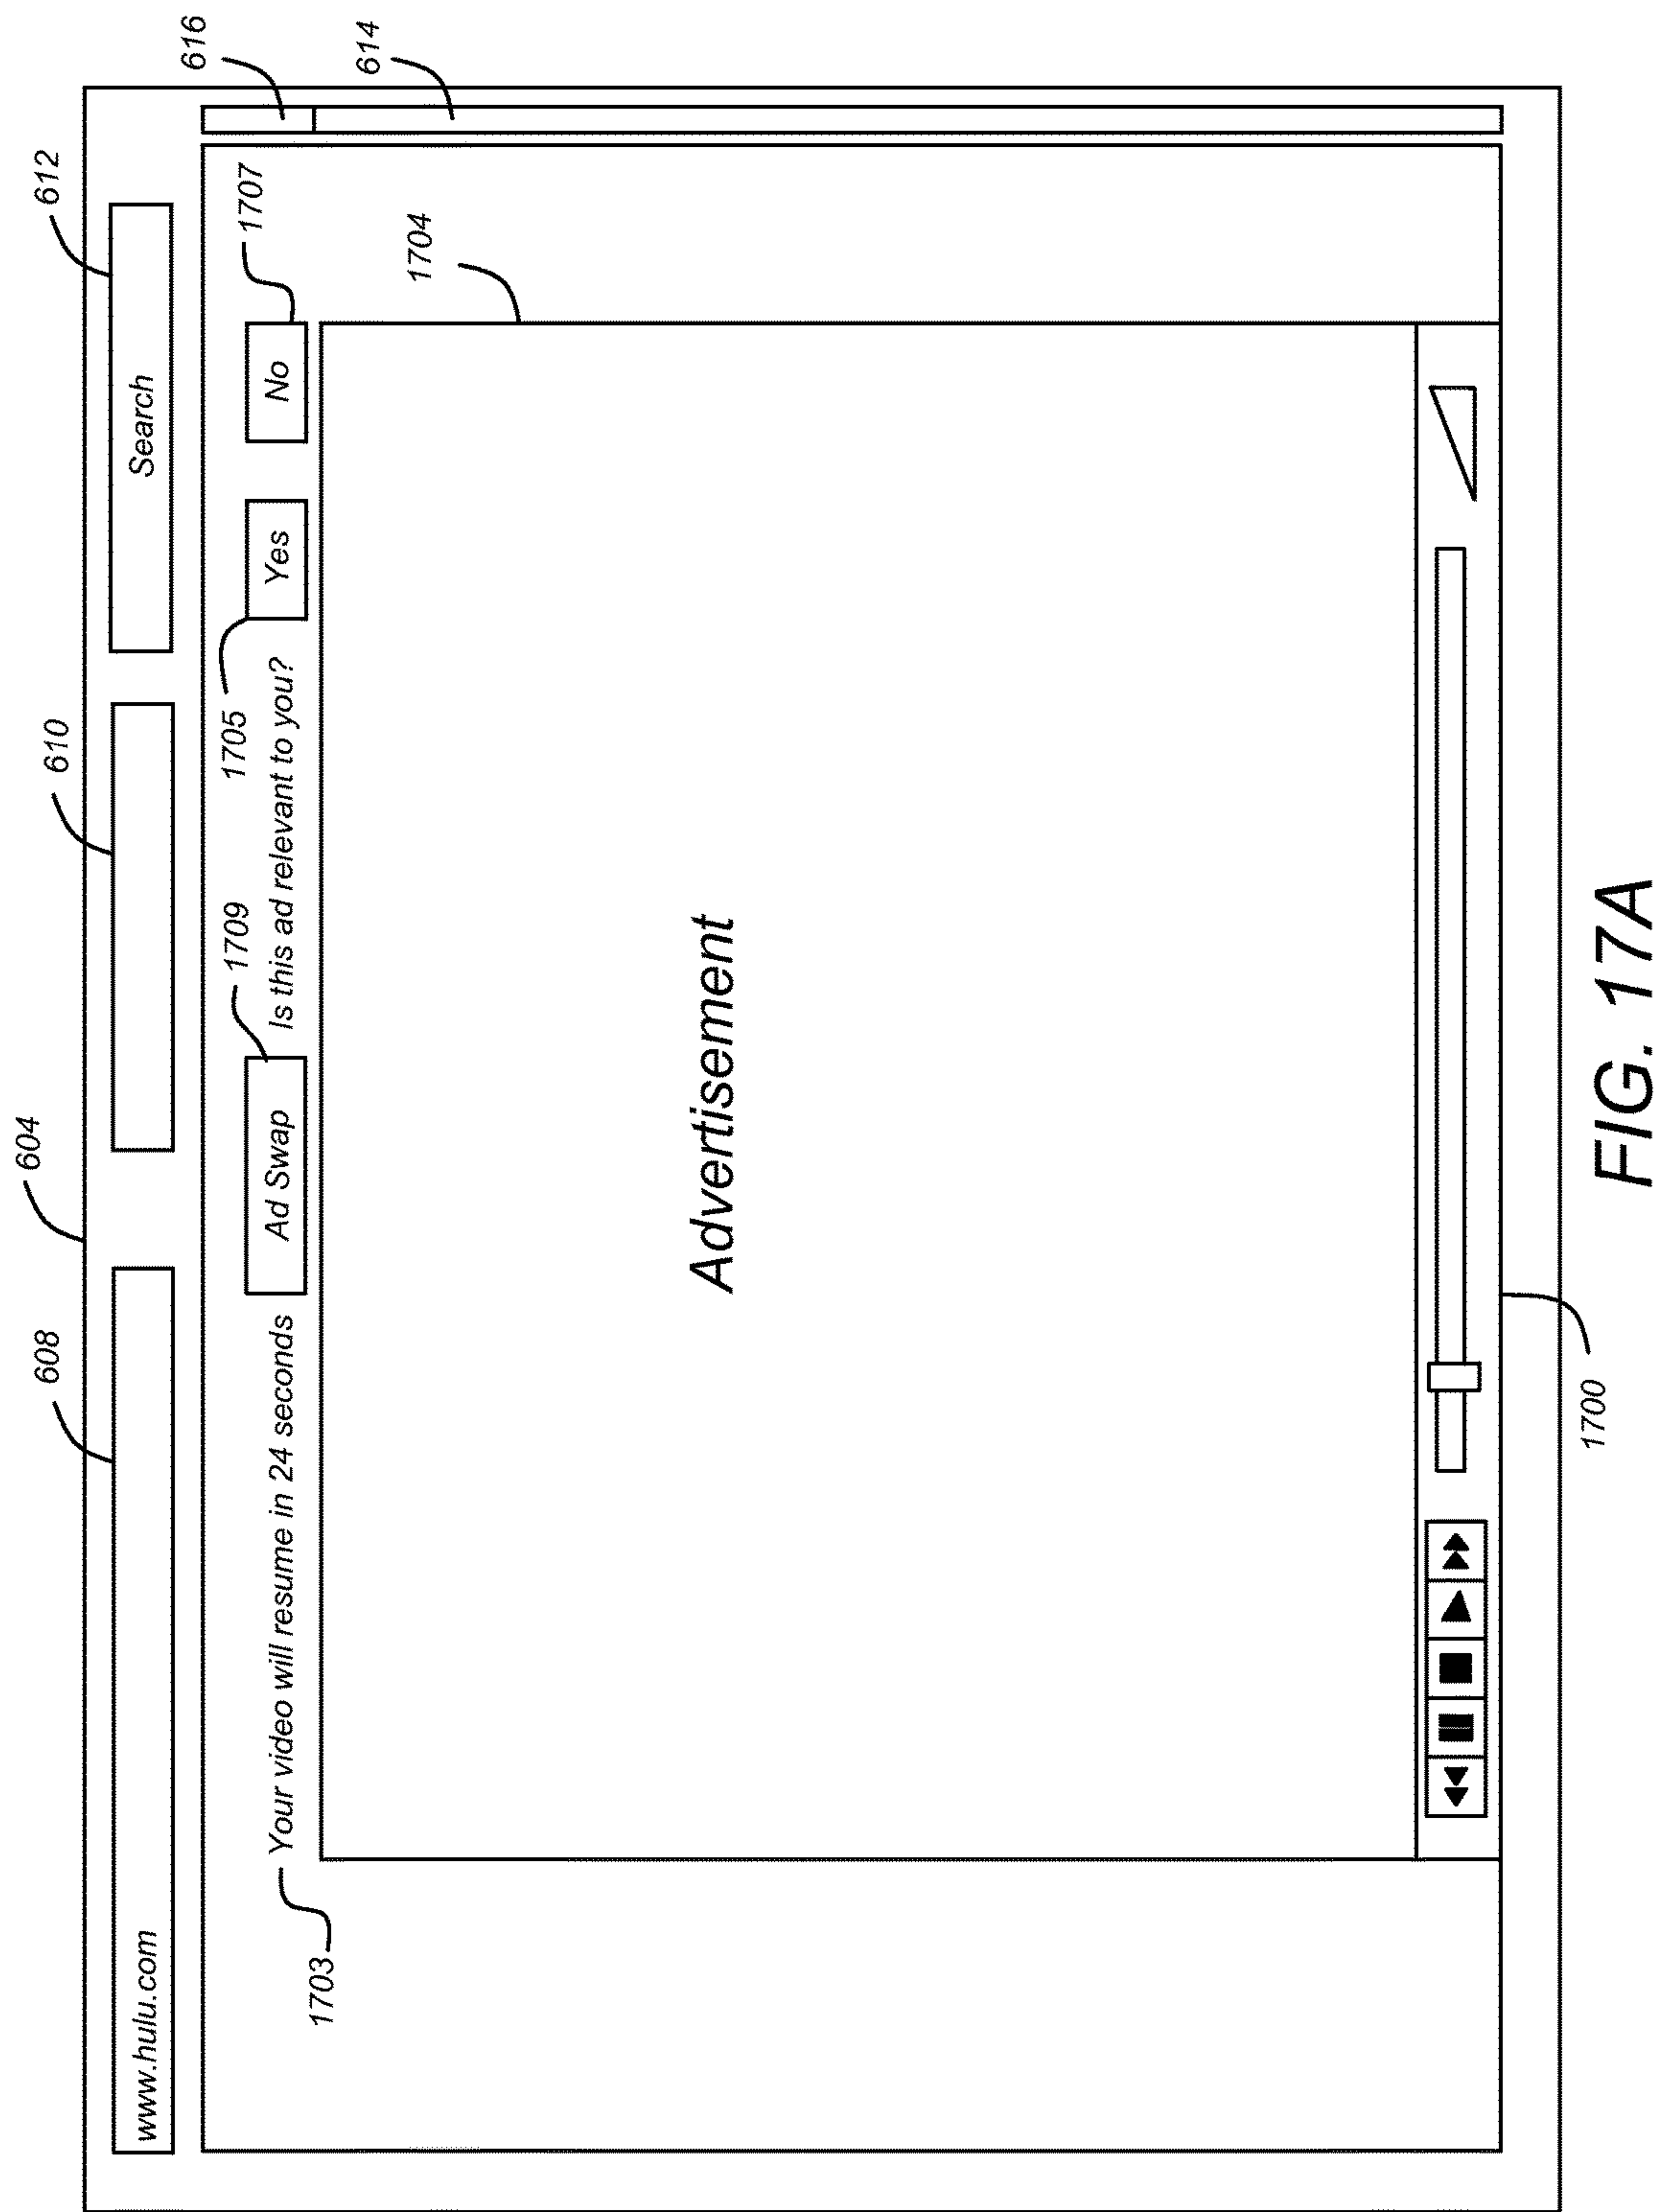 604
608
610
612
616
www.hulu.com
Search
614
1709
1705
1707
1703
Your video will resume in 24 seconds
Ad Swap
Is this ad relevant to you?
Yes
No
1704
Advertisement
1700
FIG. 17A